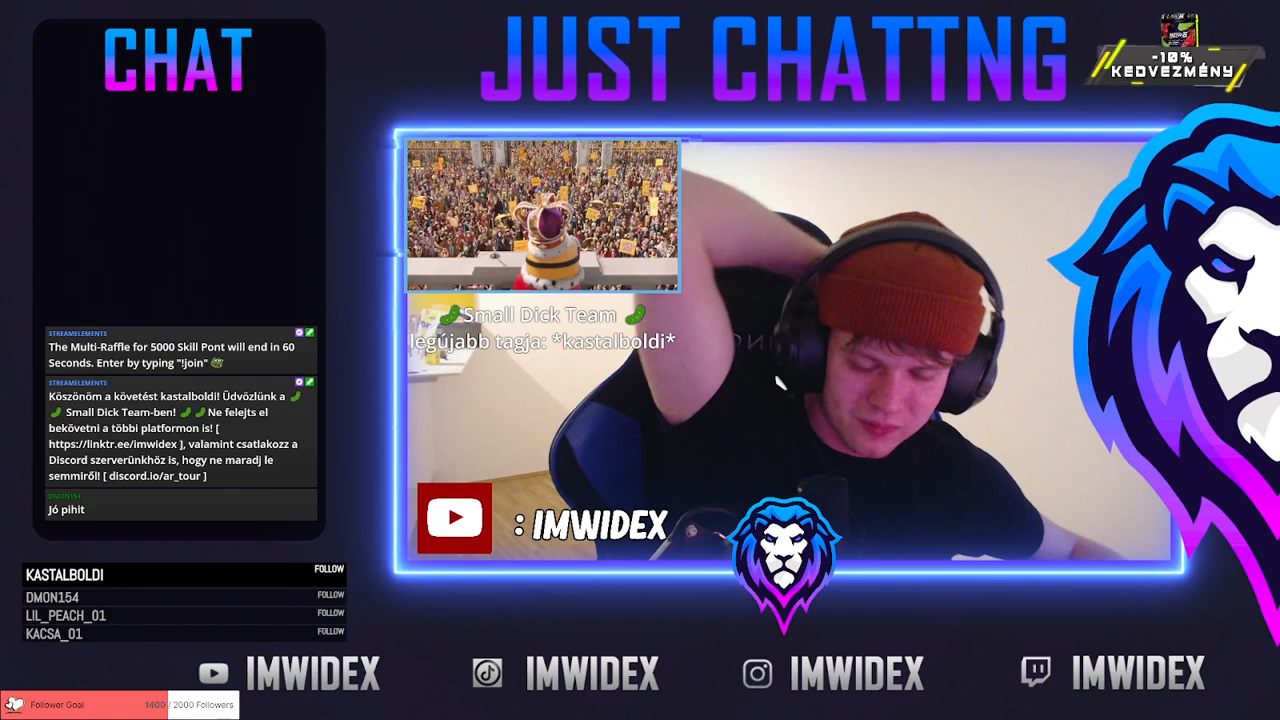 CHAT
JUST CHATTNG
-10%
KEDVEZMÉNY
STREAMELEMENTS
The Multi-Raffle for 5000 Skill Pont will end in 60
Seconds. Enter by typing "!join"
STREAMELEMENTS
Köszönöm a követést kastalboldi! Üdvözlünk a
Small Dick Team-ben! Ne felejts el
bekövetni a többi platformon is! [
https://linktr.ee/imwidex ], valamint csatlakozz a
Discord szerverünkhöz is, hogy ne maradj le
semmiről! [ discord.io/ar_tour ]
DMON154
Jó pihit
Small Dick Team
legújabb tagja: *kastalboldi*
: IMWIDEX
KASTALBOLDI FOLLOW
DMON154 FOLLOW
LIL_PEACH_01 FOLLOW
KACSA_01 FOLLOW
IMWIDEX IMWIDEX IMWIDEX IMWIDEX
Follower Goal 1400 / 2000 Followers